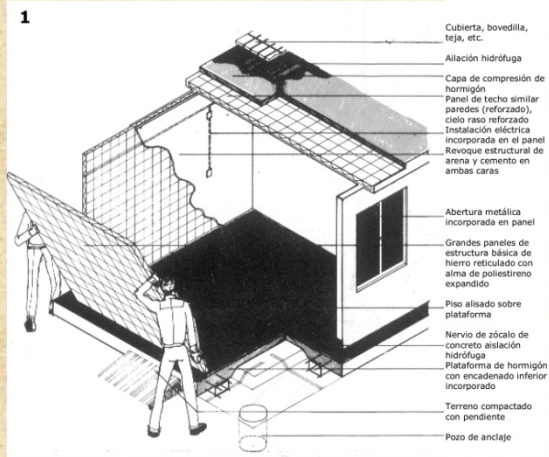 1
Cubierta, bovedilla,
teja, etc.
Ailación hidrófuga
Capa de compresión de
hormigón
Panel de techo similar
paredes (reforzado),
cielo raso reforzado
Instalación eléctrica
incorporada en el panel
Revoque estructural de
arena y cemento en
ambas caras
Abertura metálica
incorporada en panel
Grandes paneles de
estructura básica de
hierro reticulado con
alma de poliestireno
expandido
Piso alisado sobre
plataforma
Nervio de zócalo de
concreto aislación
hidrófuga
Plataforma de hormigón
con encadenado inferior
incorporado
Terreno compactado
con pendiente
Pozo de anclaje